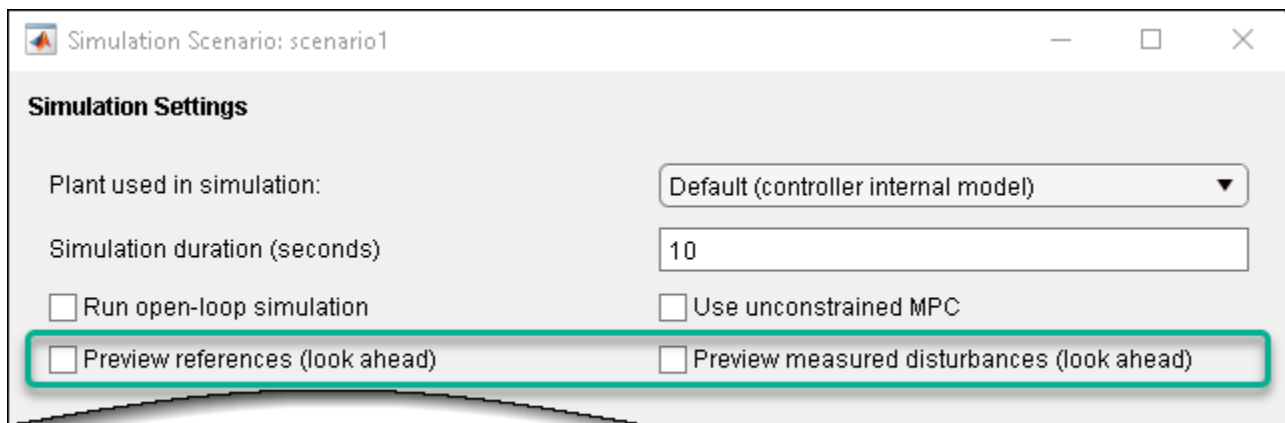 Simulation Scenario: scenario1
Simulation Settings
Plant used in simulation: Default (controller internal model)
Simulation duration (seconds) 10
Run open-loop simulation Use unconstrained MPC
Preview references (look ahead) Preview measured disturbances (look ahead)